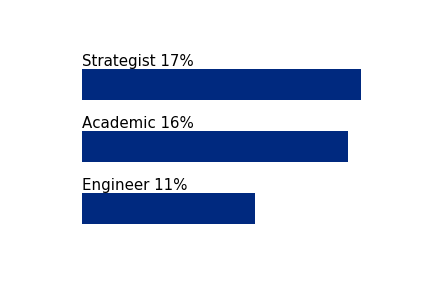 Strategist 17%
Academic 16%
Engineer 11%